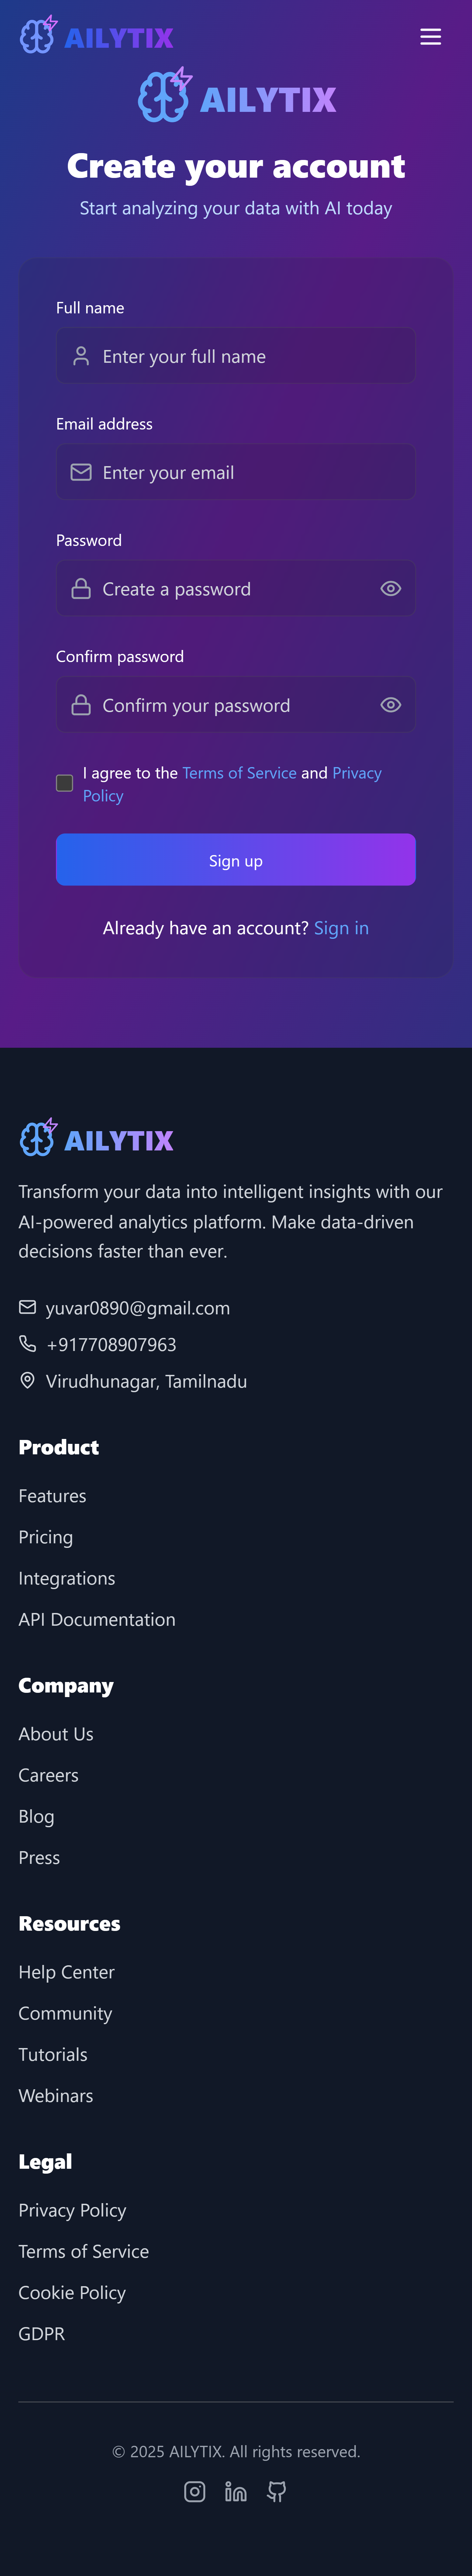 AILYTIX
AILYTIX
Create your account
Start analyzing your data with AI today
Full name
Enter your full name
Email address
Enter your email
Password
Create a password
Confirm password
Confirm your password
I agree to the Terms of Service and Privacy
Policy
Sign up
Already have an account? Sign in
AILYTIX
Transform your data into intelligent insights with our
AI-powered analytics platform. Make data-driven
decisions faster than ever.
yuvar0890@gmail.com
+917708907963
Virudhunagar, Tamilnadu
Product
Features
Pricing
Integrations
API Documentation
Company
About Us
Careers
Blog
Press
Resources
Help Center
Community
Tutorials
Webinars
Legal
Privacy Policy
Terms of Service
Cookie Policy
GDPR
© 2025 AILYTIX. All rights reserved.